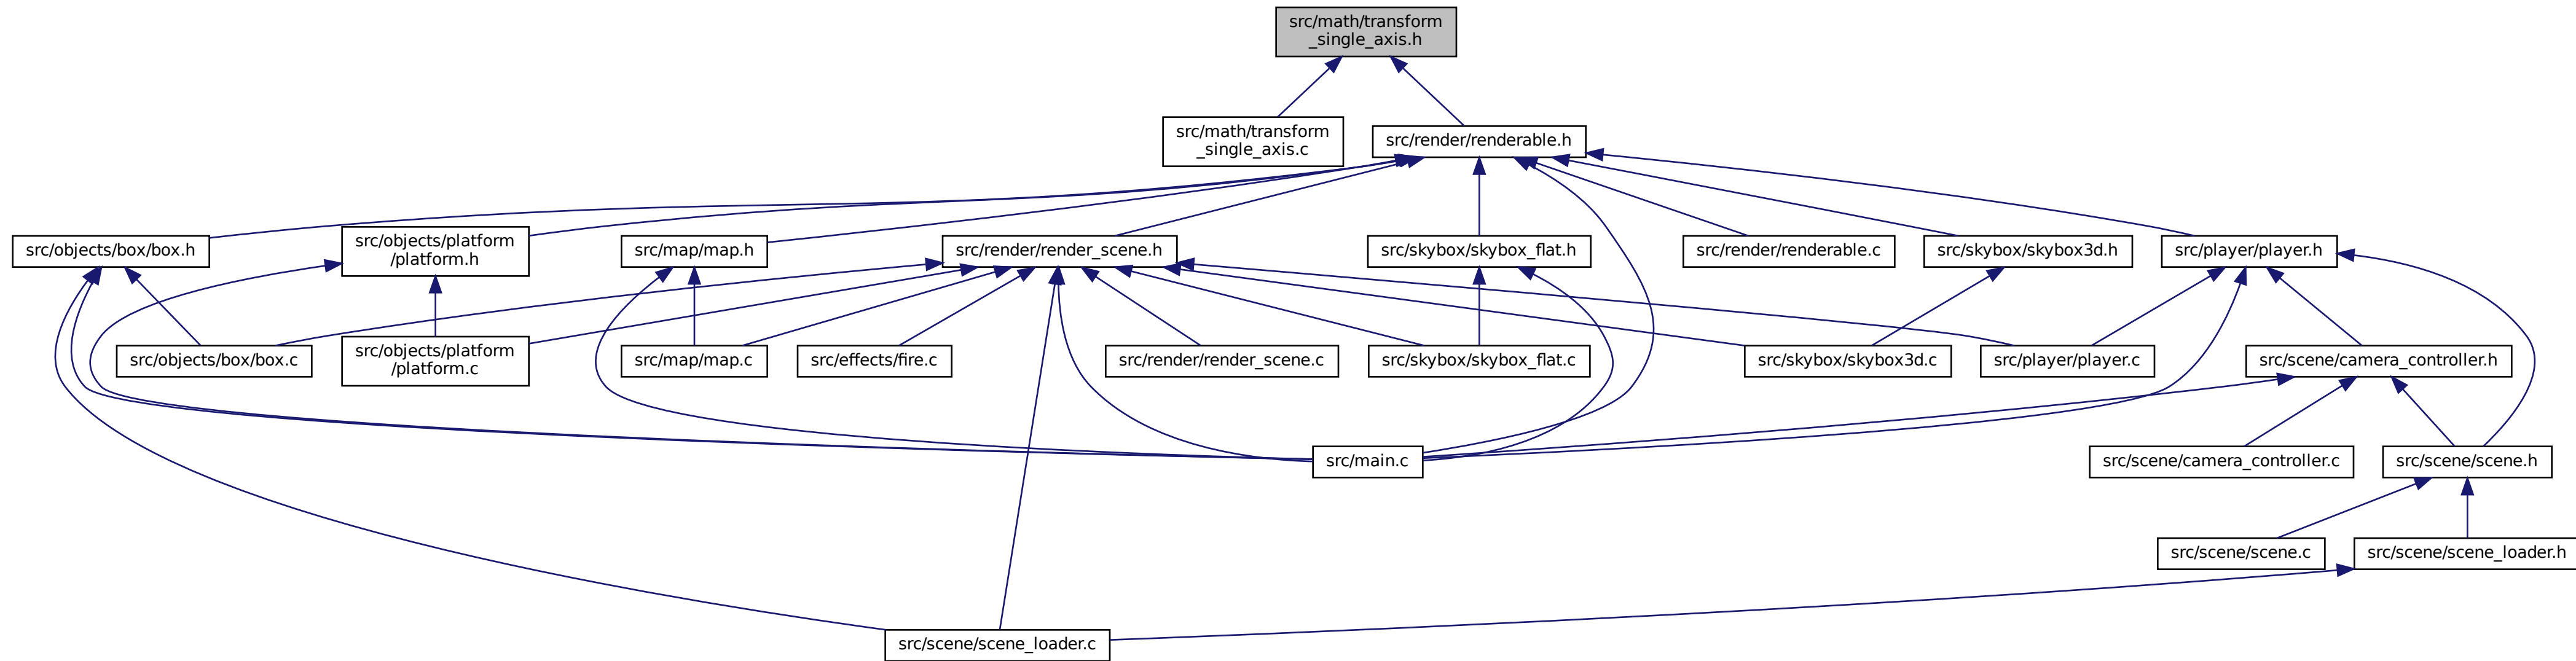 src/math/transform
_single_axis.h
src/math/transform
_single_axis.c
src/render/renderable.h
src/objects/box/box.h
src/objects/platform
/platform.h
src/map/map.h
src/render/render_scene.h
src/skybox/skybox_flat.h
src/render/renderable.c
src/skybox/skybox3d.h
src/player/player.h
src/objects/box/box.c
src/objects/platform
/platform.c
src/map/map.c
src/effects/fire.c
src/render/render_scene.c
src/skybox/skybox_flat.c
src/skybox/skybox3d.c
src/player/player.c
src/scene/camera_controller.h
src/main.c
src/scene/camera_controller.c
src/scene/scene.h
src/scene/scene.c
src/scene/scene_loader.h
src/scene/scene_loader.c